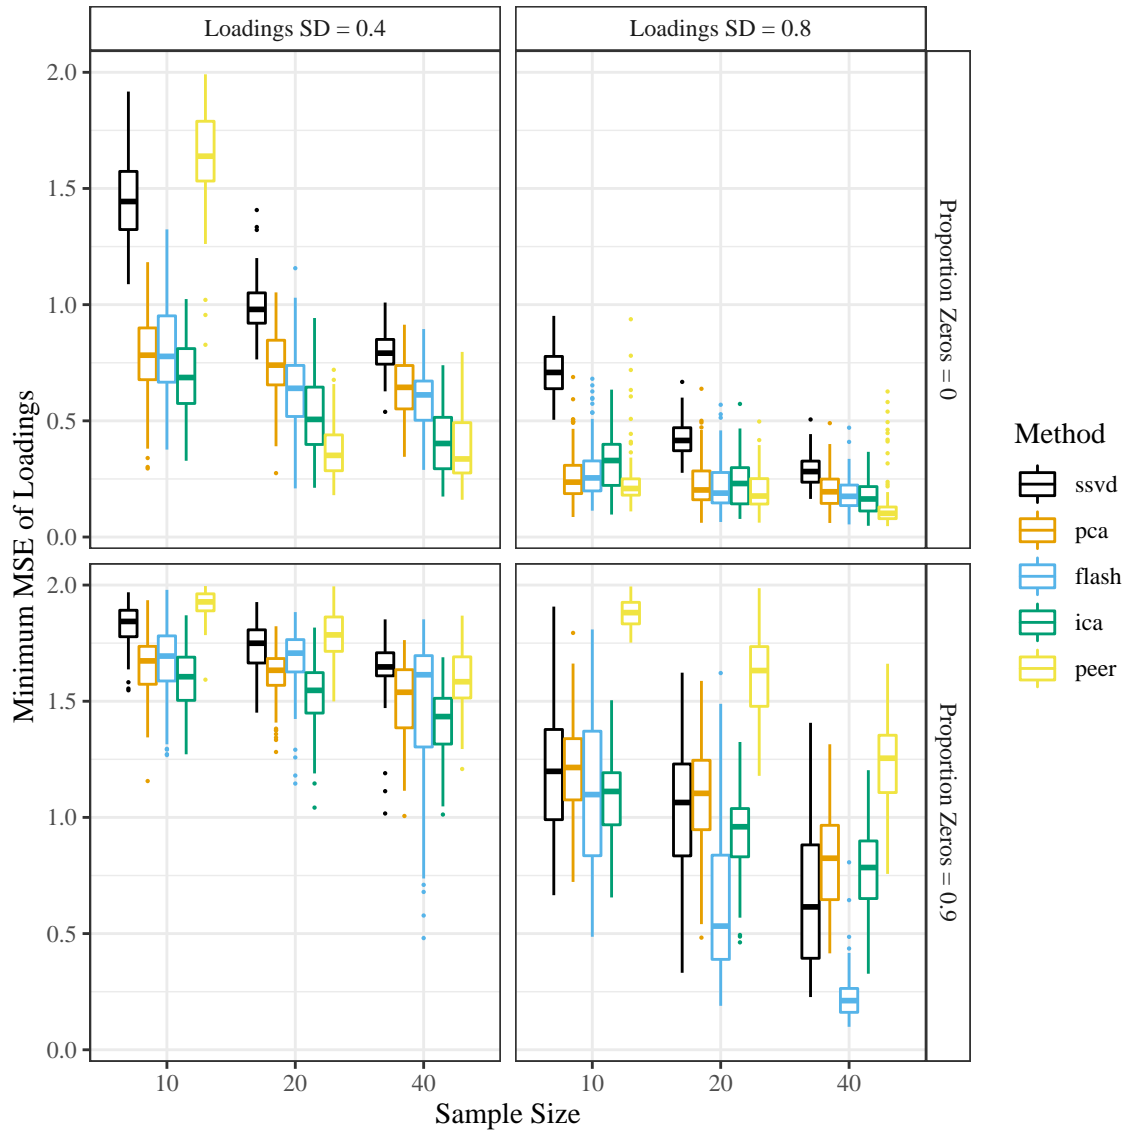 Loadings SD = 0.4
Loadings SD = 0.8
Minimum MSE of Loadings
2.0
1.5
1.0
0.5
0.0
Proportion Zeros = 0
2.0
1.5
1.0
0.5
0.0
Proportion Zeros = 0.9
10
20
40
10
20
40
Sample Size
Method
ssvd
pca
flash
ica
peer